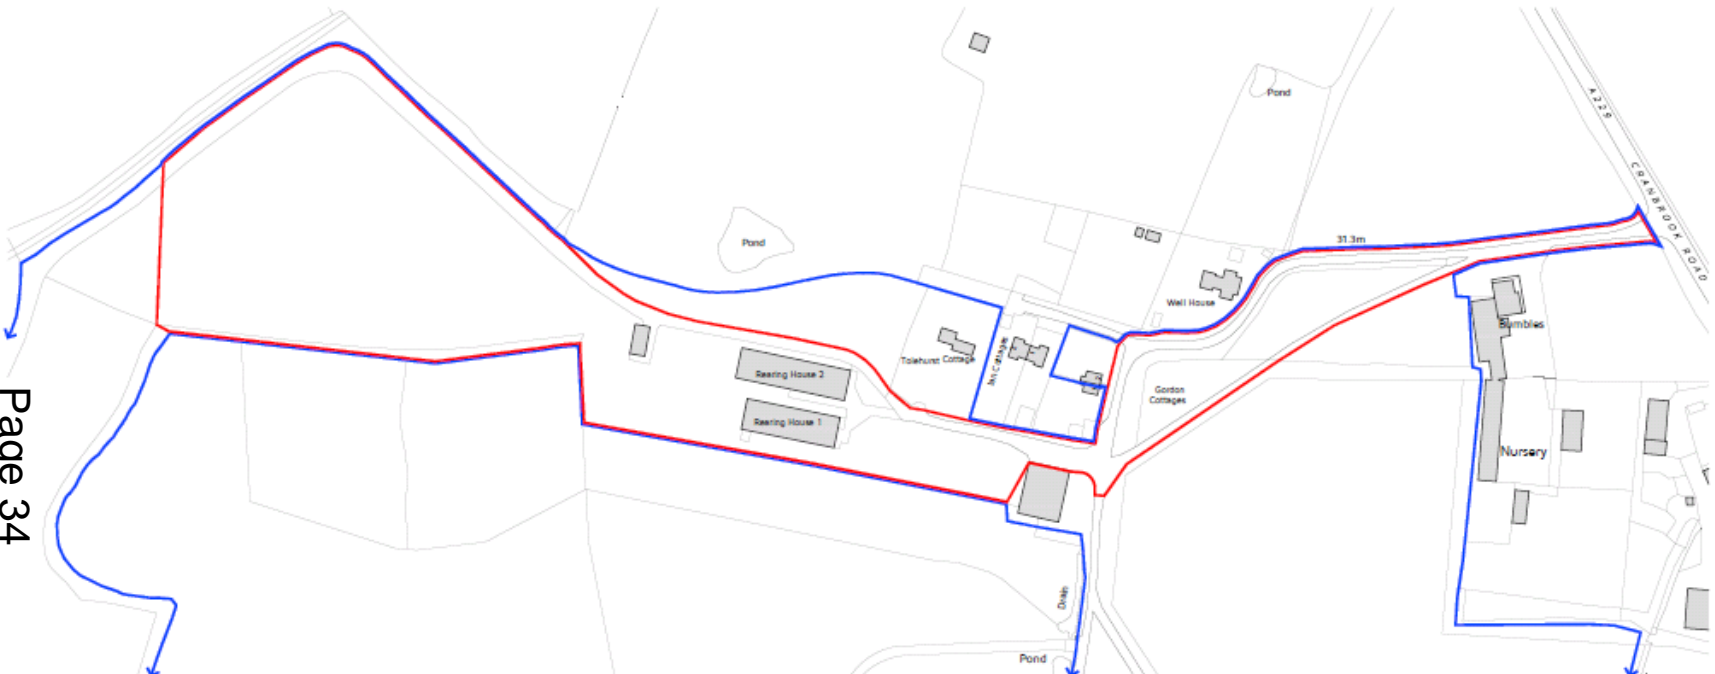 Pond
A229
CRANBROOK ROAD
31.3m
Pond
Well House
Bumbles
Tolehurst Cottage
Rearing House 2
Gordon
Cottages
Rearing House 1
Nursery
Page 34
Drain
Pond